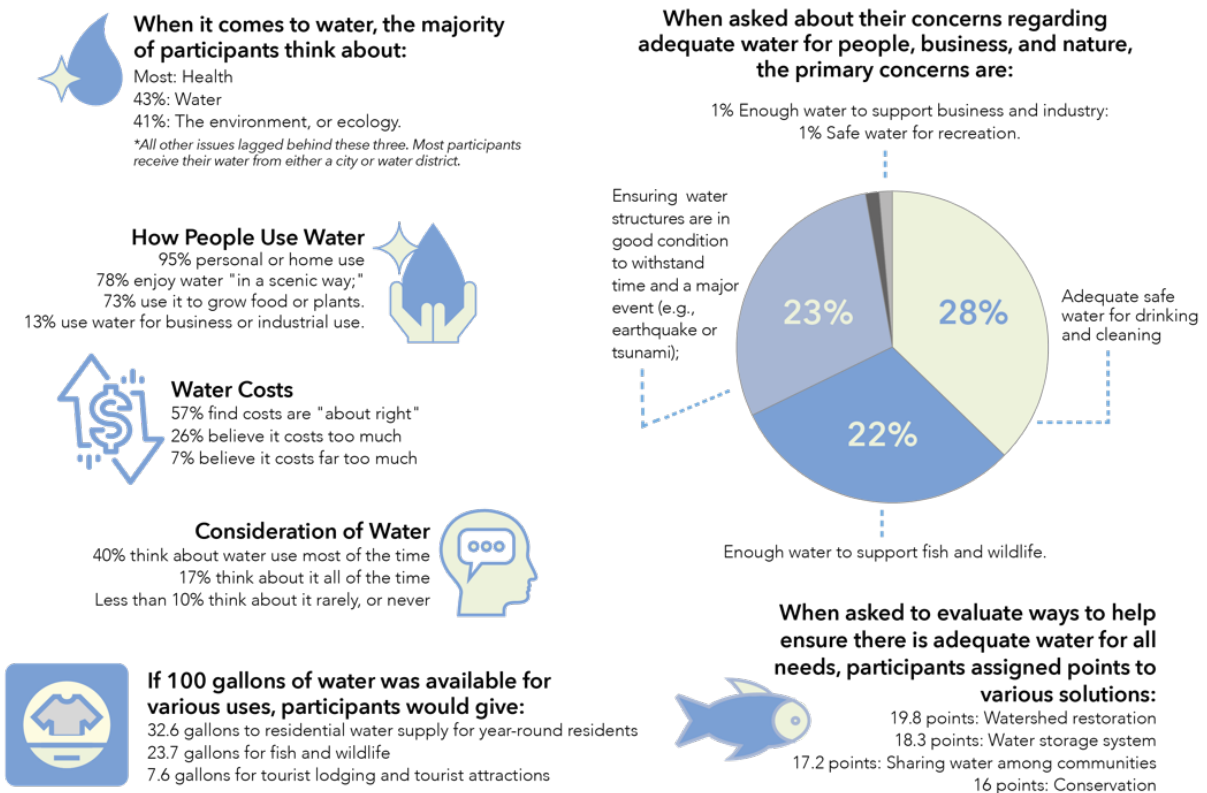 When it comes to water, the majority
of participants think about:
Most: Health
43%: Water
41%: The environment, or ecology.
*All other issues lagged behind these three. Most participants
receive their water from either a city or water district.
How People Use Water
95% personal or home use
78% enjoy water "in a scenic way;"
73% use it to grow food or plants.
13% use water for business or industrial use.
Water Costs
57% find costs are "about right"
26% believe it costs too much
7% believe it costs far too much
Consideration of Water
40% think about water use most of the time
17% think about it all of the time
Less than 10% think about it rarely, or never
If 100 gallons of water was available for
various uses, participants would give:
32.6 gallons to residential water supply for year-round residents
23.7 gallons for fish and wildlife
7.6 gallons for tourist lodging and tourist attractions
When asked about their concerns regarding
adequate water for people, business, and nature,
the primary concerns are:
1% Enough water to support business and industry:
1% Safe water for recreation.
Ensuring water
structures are in
good condition
to withstand
time and a major
event (e.g.,
earthquake or
tsunami);
23%
28%
22%
Adequate safe
water for drinking
and cleaning
Enough water to support fish and wildlife.
When asked to evaluate ways to help
ensure there is adequate water for all
needs, participants assigned points to
various solutions:
19.8 points: Watershed restoration
18.3 points: Water storage system
17.2 points: Sharing water among communities
16 points: Conservation